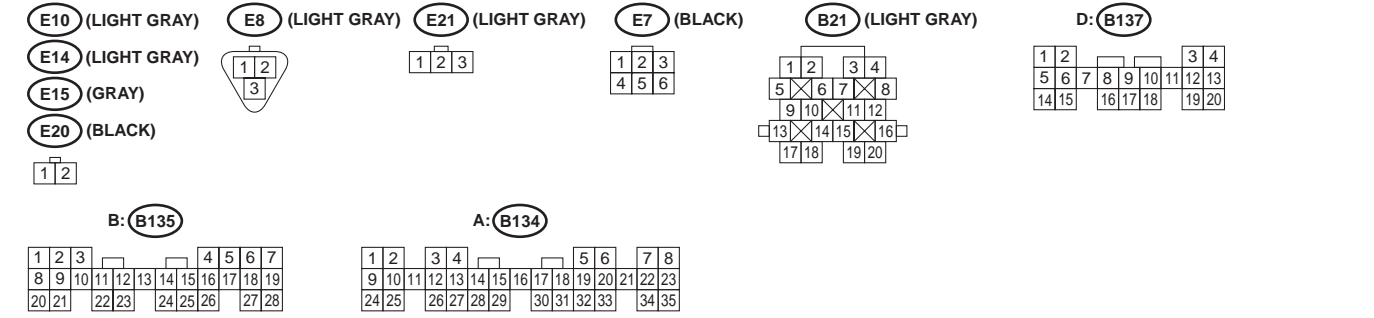 E10 (LIGHT GRAY)
E14 (LIGHT GRAY)
E15 (GRAY)
E20 (BLACK)
1 2
E8 (LIGHT GRAY)
1 2
3
E21 (LIGHT GRAY)
1 2 3
E7 (BLACK)
1 2 3
4 5 6
B21 (LIGHT GRAY)
1 2 3 4
5 6 7 8
9 10 11 12
13 14 15 16
17 18 19 20
D: B137
1 2 3 4
5 6 7 8 9 10 11 12 13
14 15 16 17 18 19 20
B: B135
1 2 3 4 5 6 7
8 9 10 11 12 13 14 15 16 17 18 19
20 21 22 23 24 25 26 27 28
A: B134
1 2 3 4 5 6 7 8
9 10 11 12 13 14 15 16 17 18 19 20 21 22 23
24 25 26 27 28 29 30 31 32 33 34 35